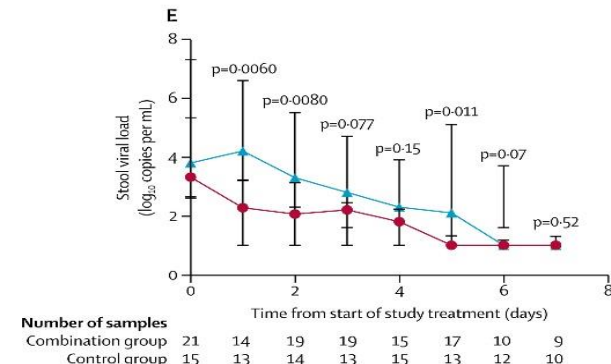 E
8
p=0·0060
p=0·0080
p=0·011
6
p=0·077
p=0·15
p=0·07
4
p=0·52
2
0
Stool viral load
(log₁₀ copies per mL)
0 2 4 6 8
Time from start of study treatment (days)
Number of samples
Combination group 21 14 19 19 15 17 10 9
Control group 15 13 14 13 15 13 12 10